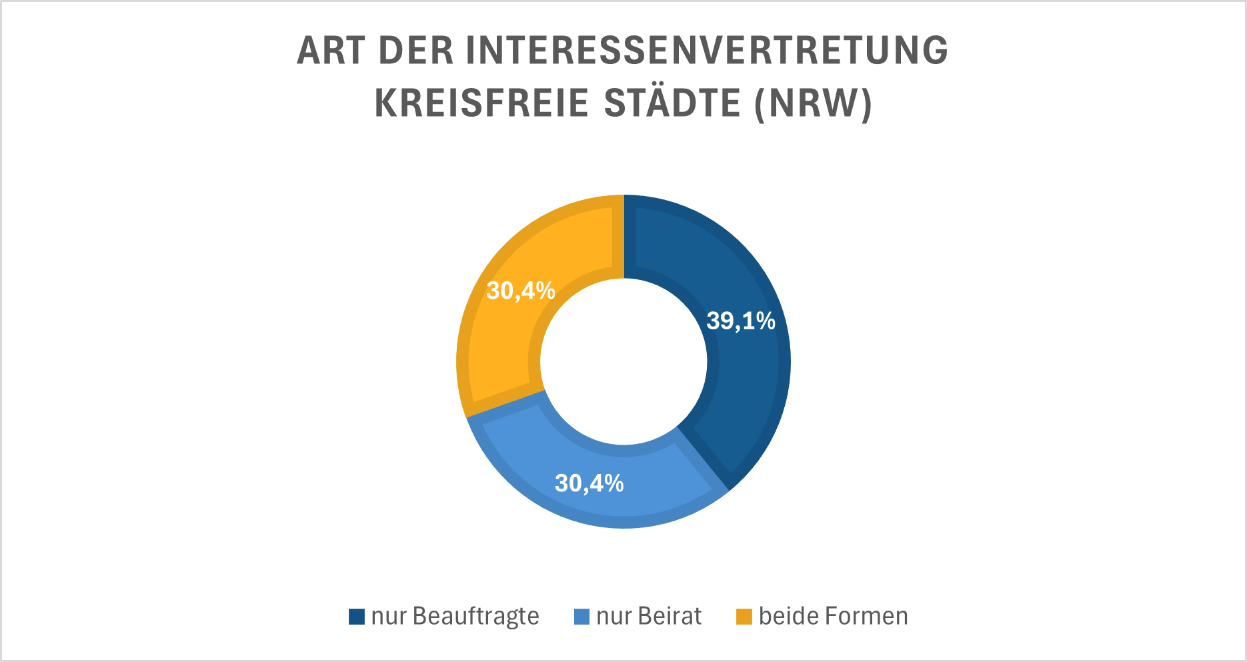 ART DER INTERESSENVERTRETUNG
KREISFREIE STÄDTE (NRW)
30,4%
39,1%
30,4%
nur Beauftragte nur Beirat beide Formen